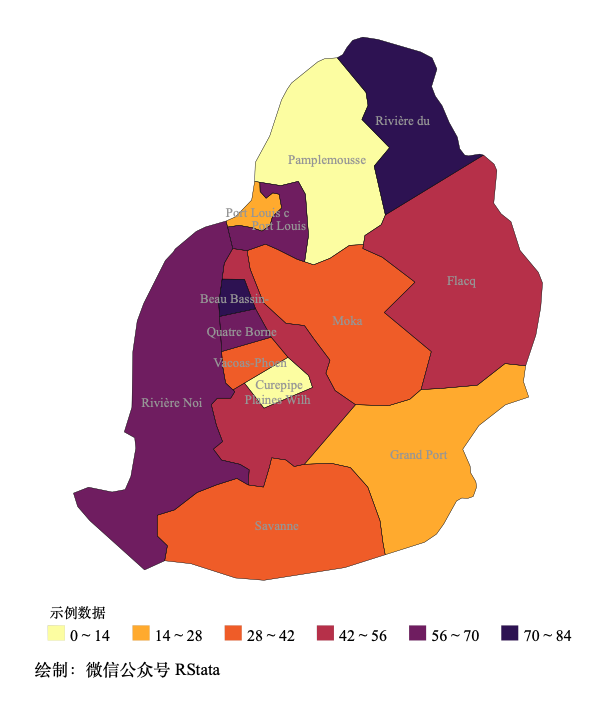 Rivière du
Pamplemousse
Port Louis c
Port Louis
Flacq
Beau Bassin-
Moka
Quatre Borne
Vacoas-Phoen
Curepipe
Plaines Wilh
Rivière Noi
Grand Port
Savanne
示例数据
0 ~ 14 14 ~ 28 28 ~ 42 42 ~ 56 56 ~ 70 70 ~ 84
绘制：微信公众号 RStata